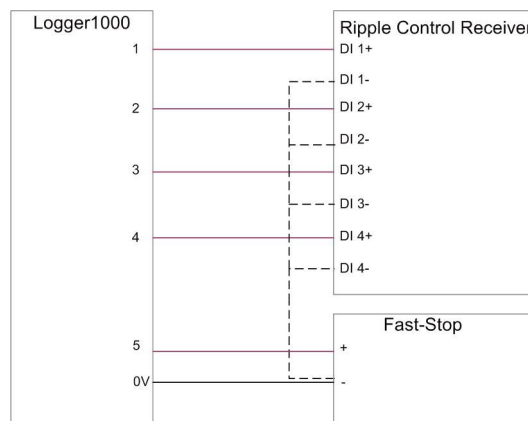 Logger1000
Ripple Control Receiver
1
DI 1+
DI 1-
2
DI 2+
DI 2-
3
DI 3+
DI 3-
4
DI 4+
DI 4-
Fast-Stop
5
+
0V
-